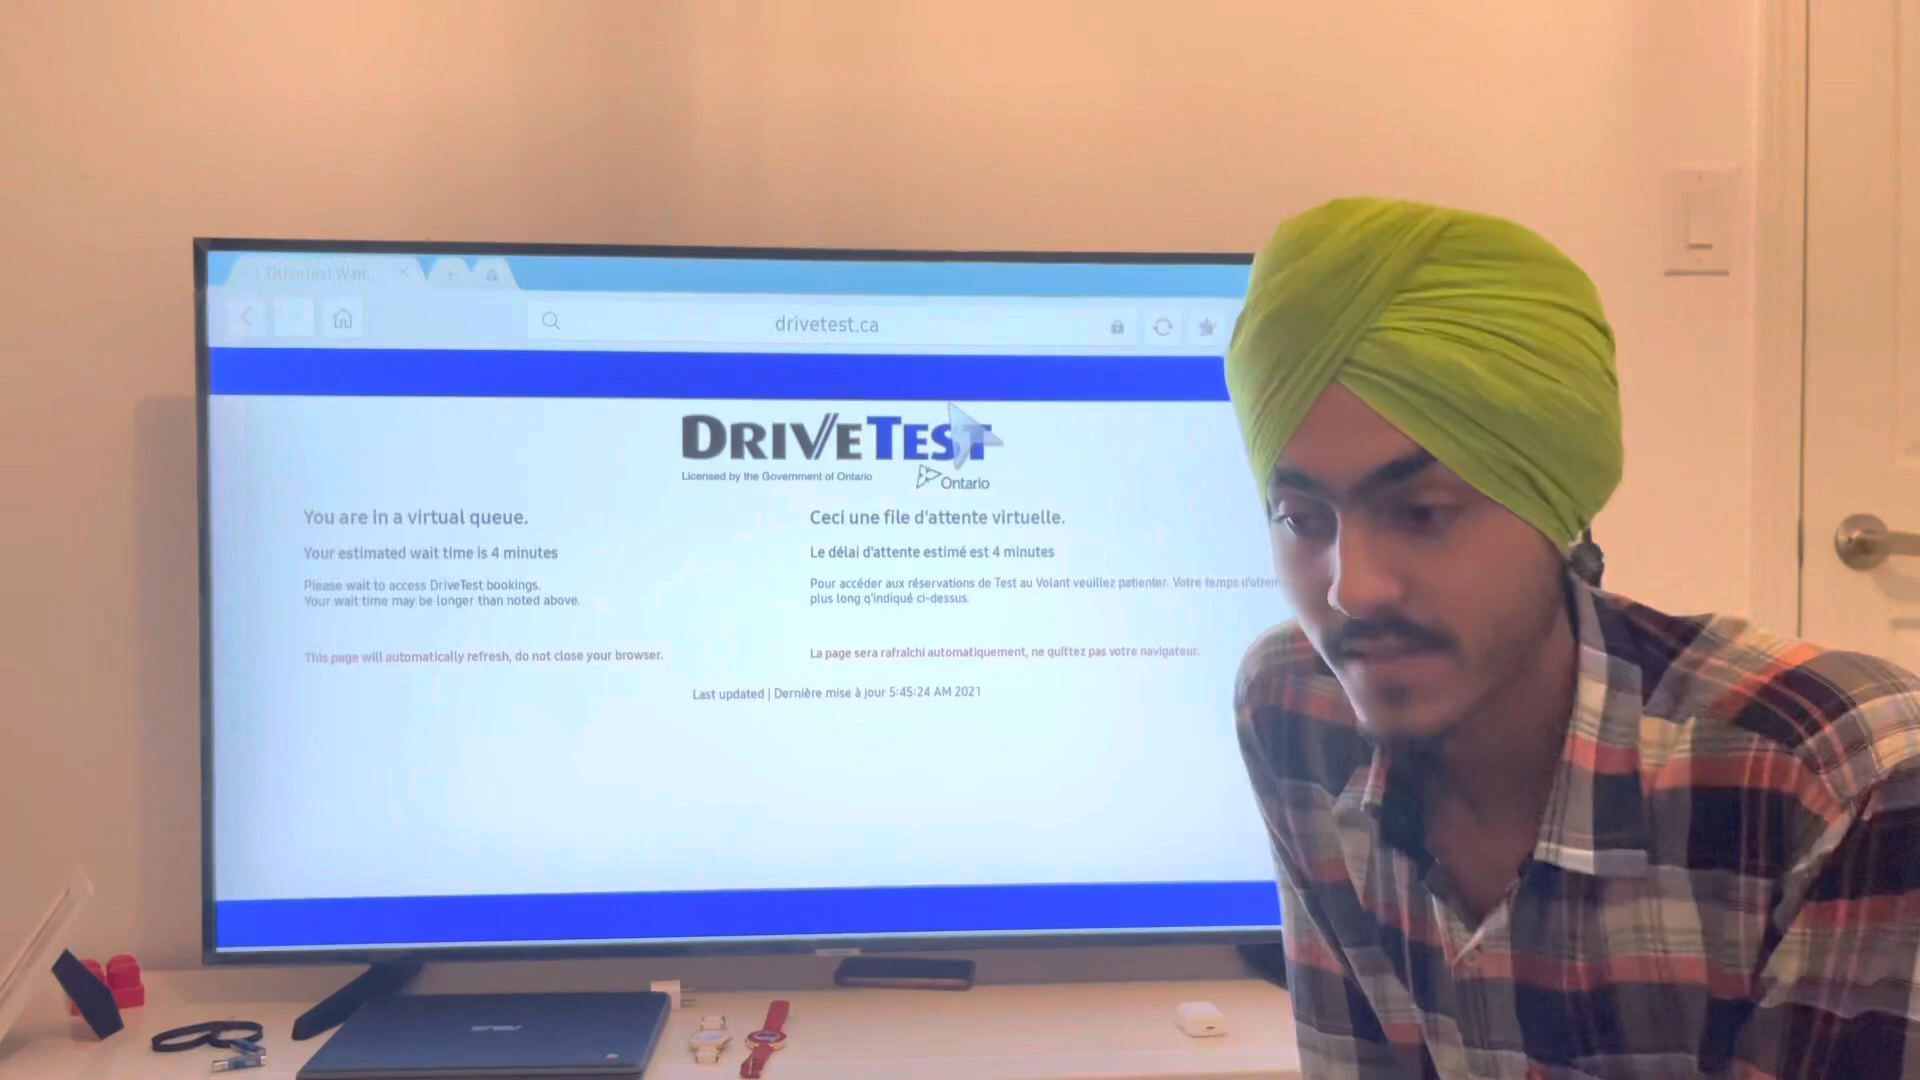 DriveTest Wait...
drivetest.ca
DRIVETEST
Licensed by the Government of Ontario
Ontario
You are in a virtual queue.
Your estimated wait time is 4 minutes
Please wait to access DriveTest bookings.
Your wait time may be longer than noted above.
This page will automatically refresh, do not close your browser.
Ceci une file d'attente virtuelle.
Le délai d'attente estimé est 4 minutes
Pour accéder aux réservations de Test au Volant veuillez patienter. Votre temps
plus long q'indiqué ci-dessus.
La page sera rafraîchi automatiquement, ne quittez pas votre navigateur.
Last updated | Dernière mise à jour 5:45:24 AM 2021
ASUS